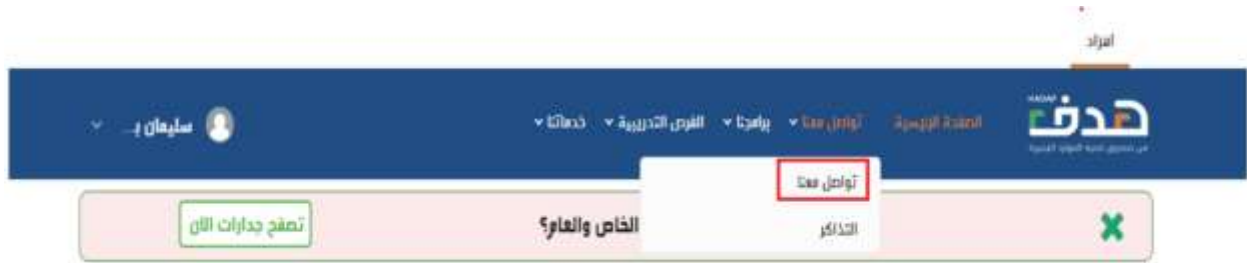 أفراد
HADAF
هدف
الصفحة الرئيسية تواصل معنا برامجنا الفرص التدريبية خدماتنا سليمان ي...
تواصل معنا
التذاكر
الخاص والعام؟ تصفح جدارات الآن